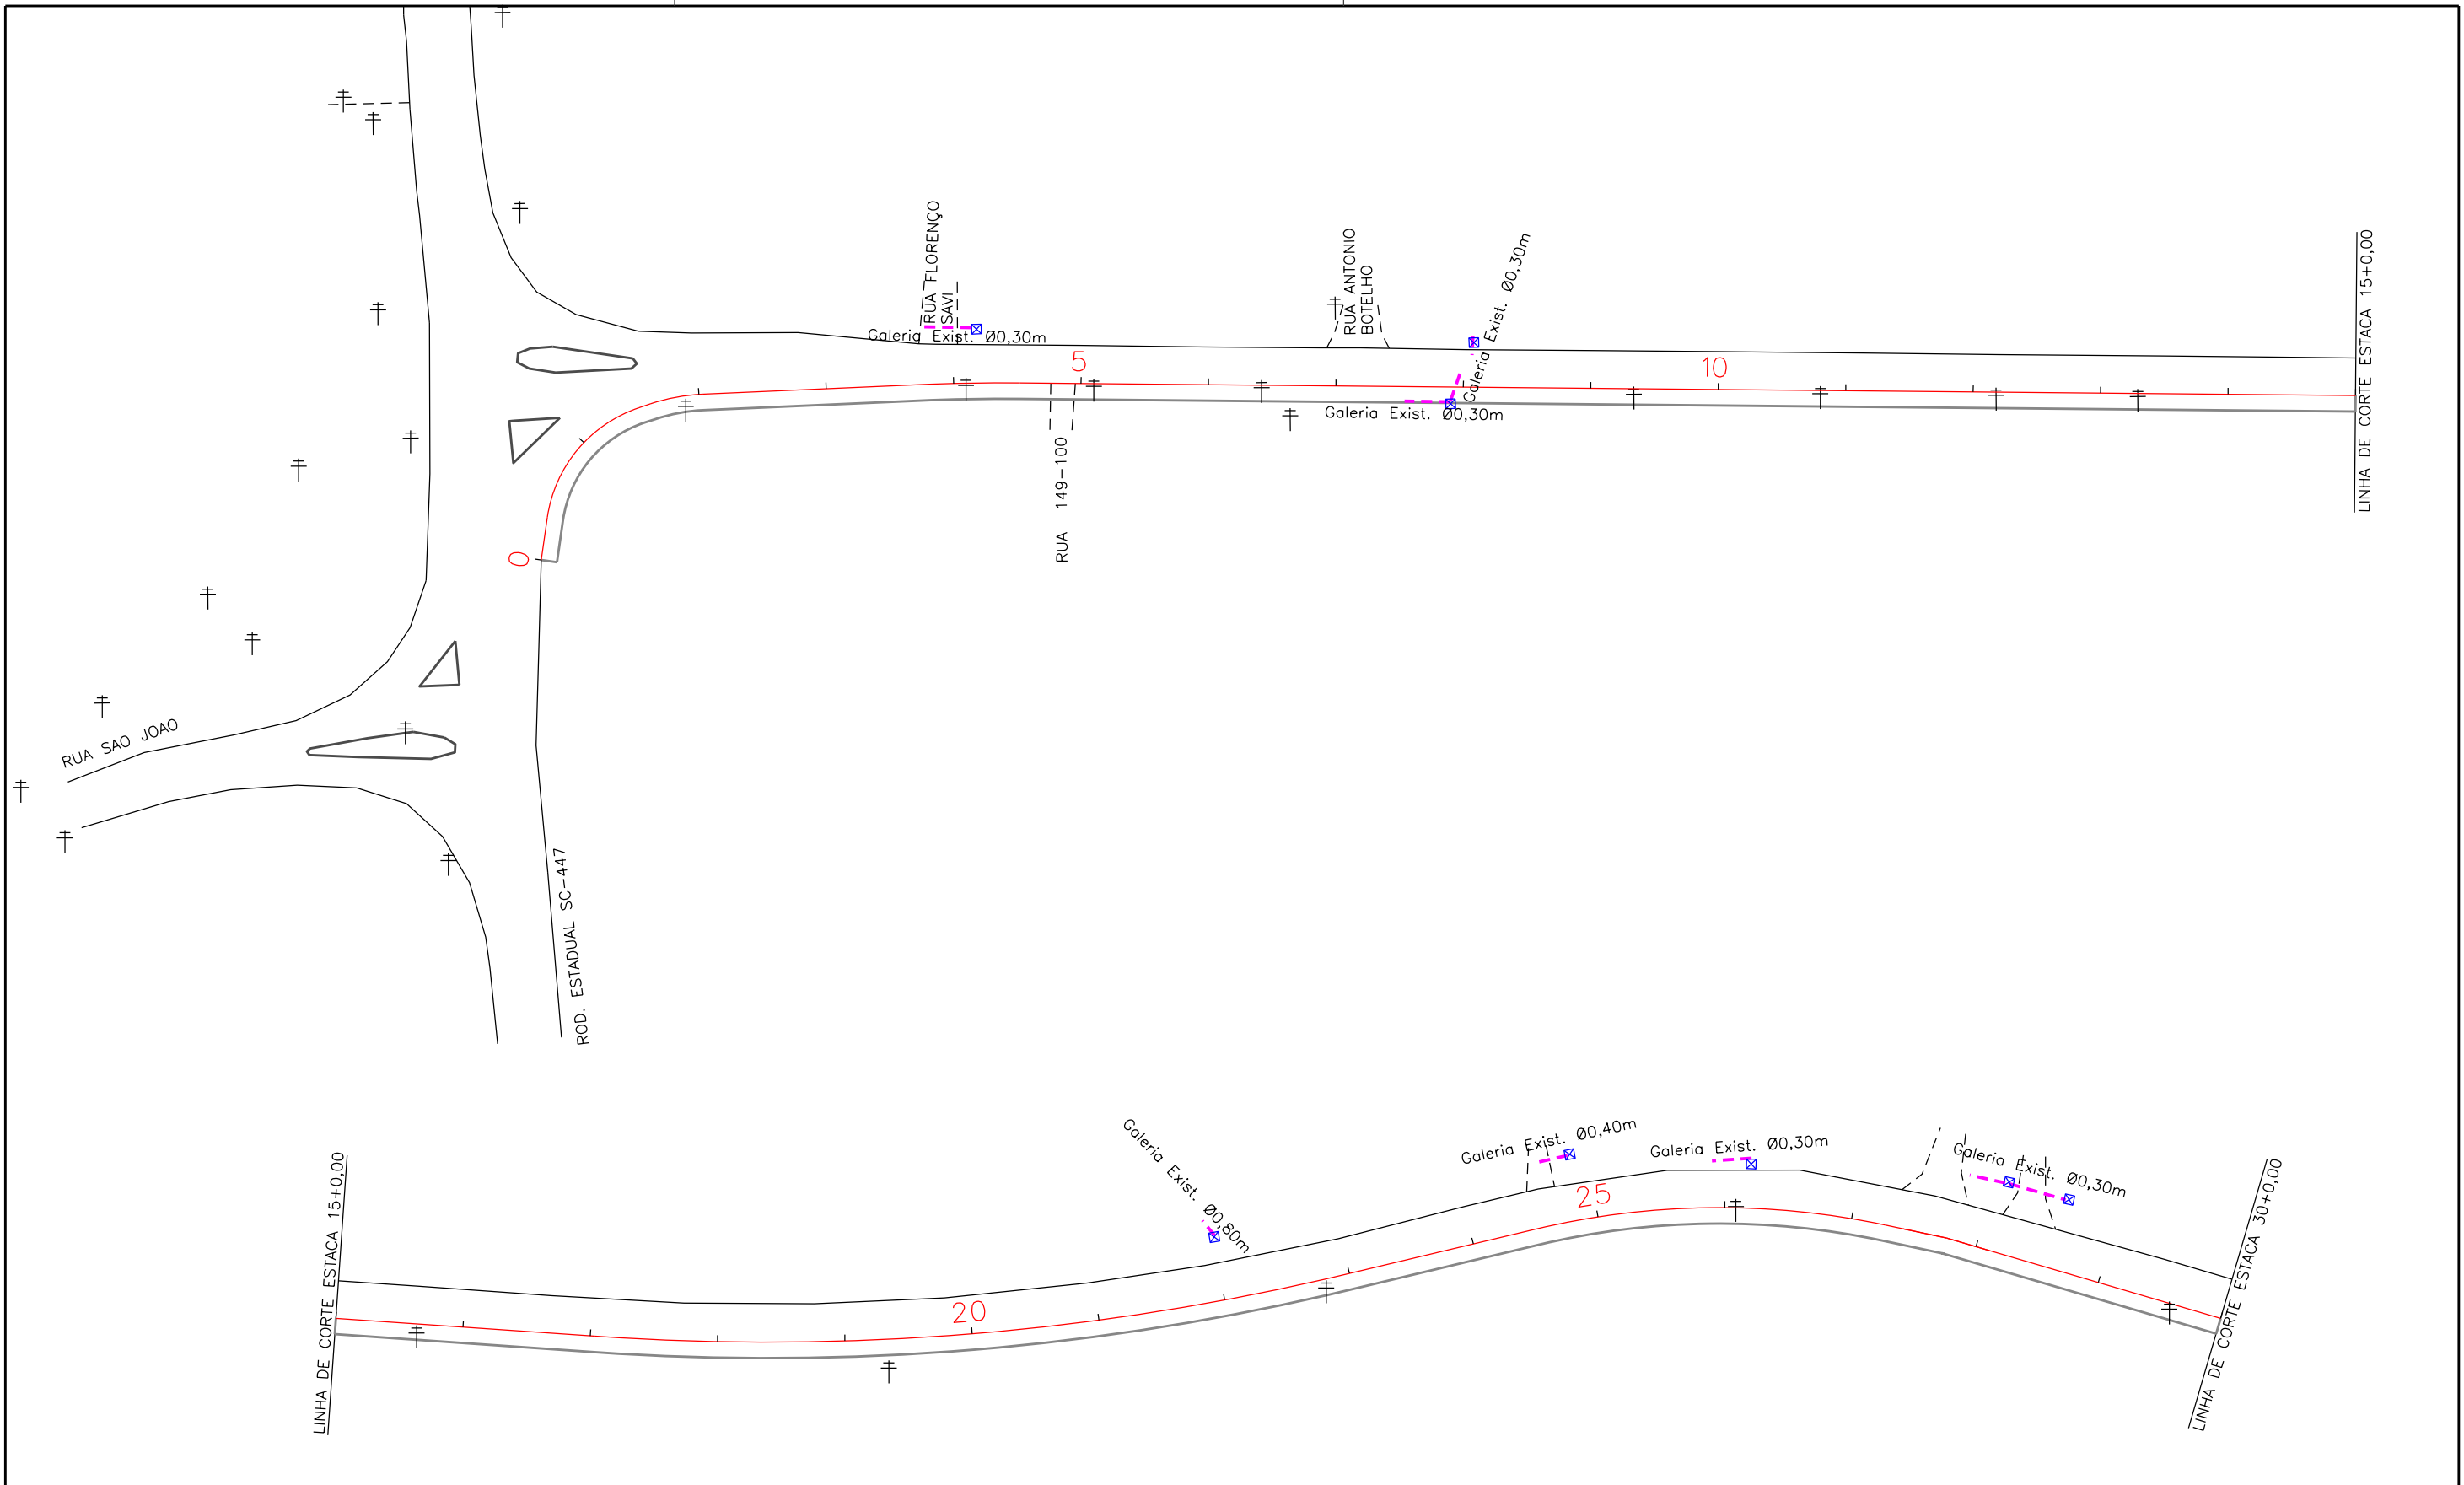 RUA FLORENÇO
SAVI
Galeria Exist. Ø0,30m
RUA ANTONIO
BOTELHO
Galeria Exist. Ø0,30m
Galeria Exist. Ø0,30m
5
10
LINHA DE CORTE ESTACA 15+0,00
RUA 149-100
0
RUA SAO JOAO
ROD. ESTADUAL SC-447
LINHA DE CORTE ESTACA 15+0,00
Galeria Exist. Ø0,80m
Galeria Exist. Ø0,40m
Galeria Exist. Ø0,30m
Galeria Exist. Ø0,30m
20
25
LINHA DE CORTE ESTACA 30+0,00